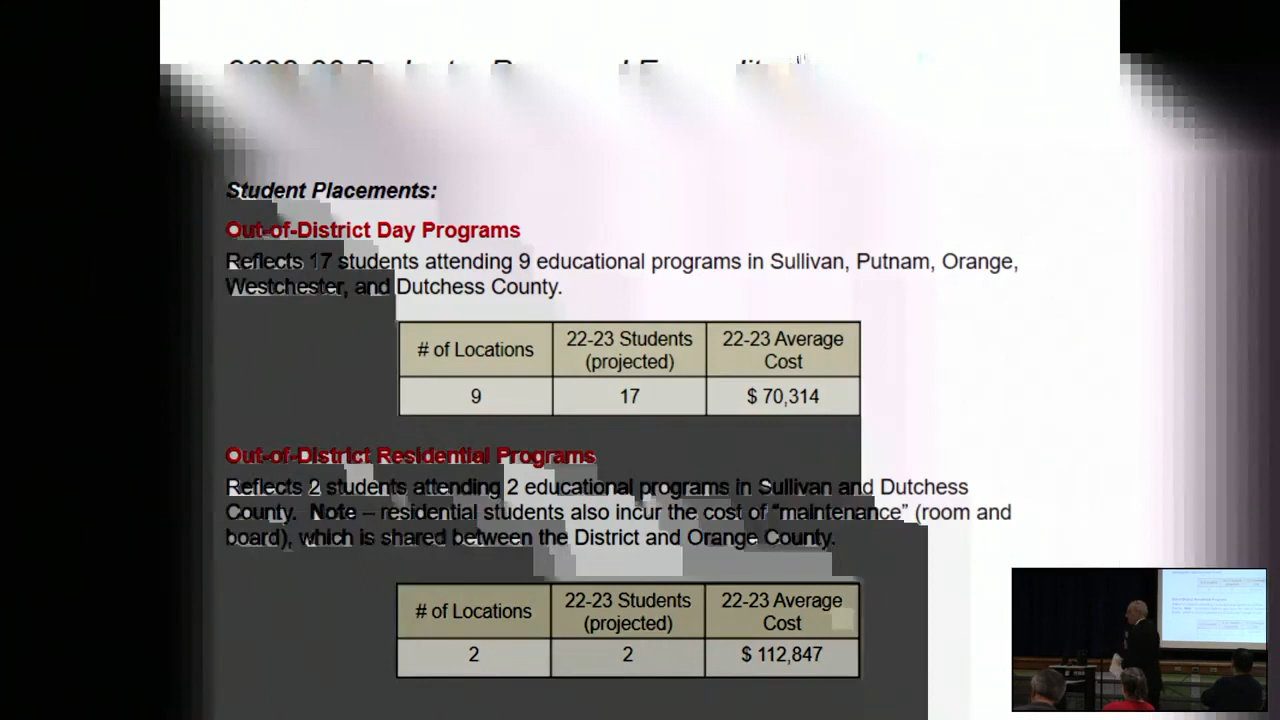 Student Placements:
Out-of-District Day Programs
Reflects 17 students attending 9 educational programs in Sullivan, Putnam, Orange,
Westchester, and Dutchess County.
# of Locations
22-23 Students
(projected)
22-23 Average
Cost
9
17
$ 70,314
Out-of-District Residential Programs
Reflects 2 students attending 2 educational programs in Sullivan and Dutchess
County. Note – residential students also incur the cost of “maintenance” (room and
board), which is shared between the District and Orange County.
# of Locations
22-23 Students
(projected)
22-23 Average
Cost
2
2
$ 112,847